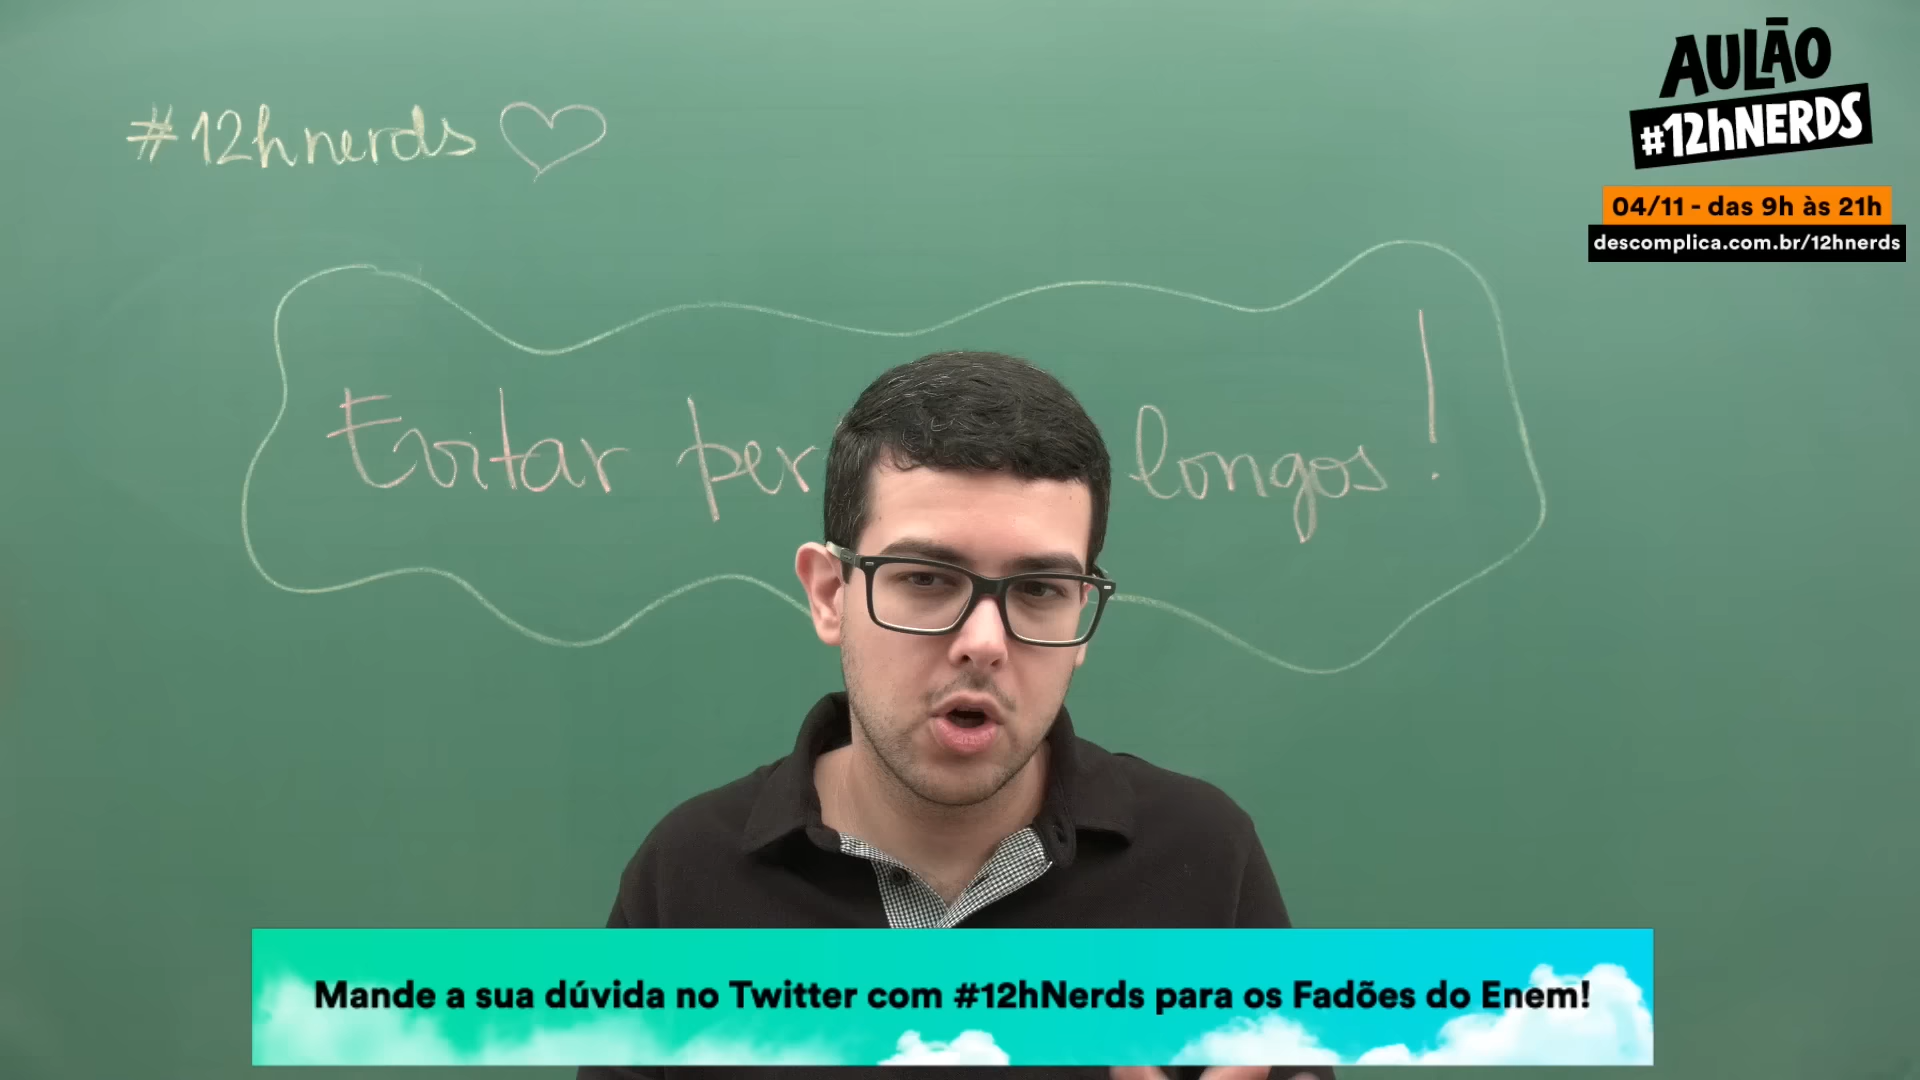 AULÃO
#12hNERDS
04/11 - das 9h às 21h
descomplica.com.br/12hnerds
#12hnerds
Evitar per longos!
Mande a sua dúvida no Twitter com #12hNerds para os Fadões do Enem!